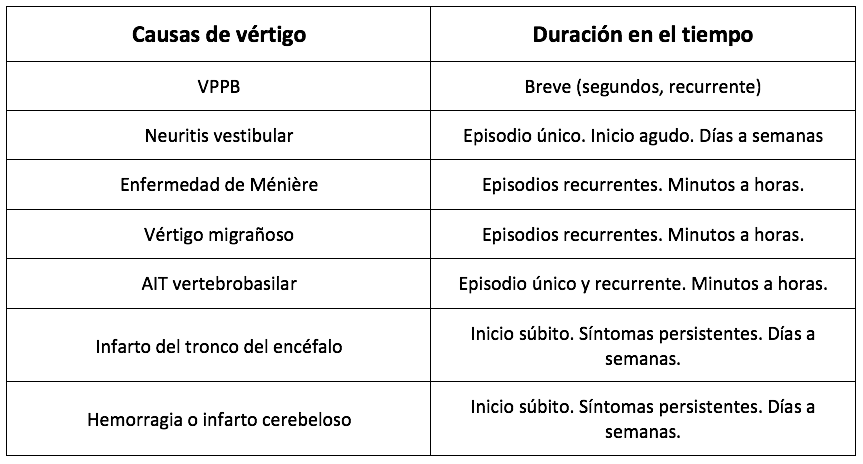 Causas de vértigo
Duración en el tiempo
VPPB
Breve (segundos, recurrente)
Neuritis vestibular
Episodio único. Inicio agudo. Días a semanas
Enfermedad de Ménière
Episodios recurrentes. Minutos a horas.
Vértigo migrañoso
Episodios recurrentes. Minutos a horas.
AIT vertebrobasilar
Episodio único y recurrente. Minutos a horas.
Infarto del tronco del encéfalo
Inicio súbito. Síntomas persistentes. Días a
semanas.
Hemorragia o infarto cerebeloso
Inicio súbito. Síntomas persistentes. Días a
semanas.